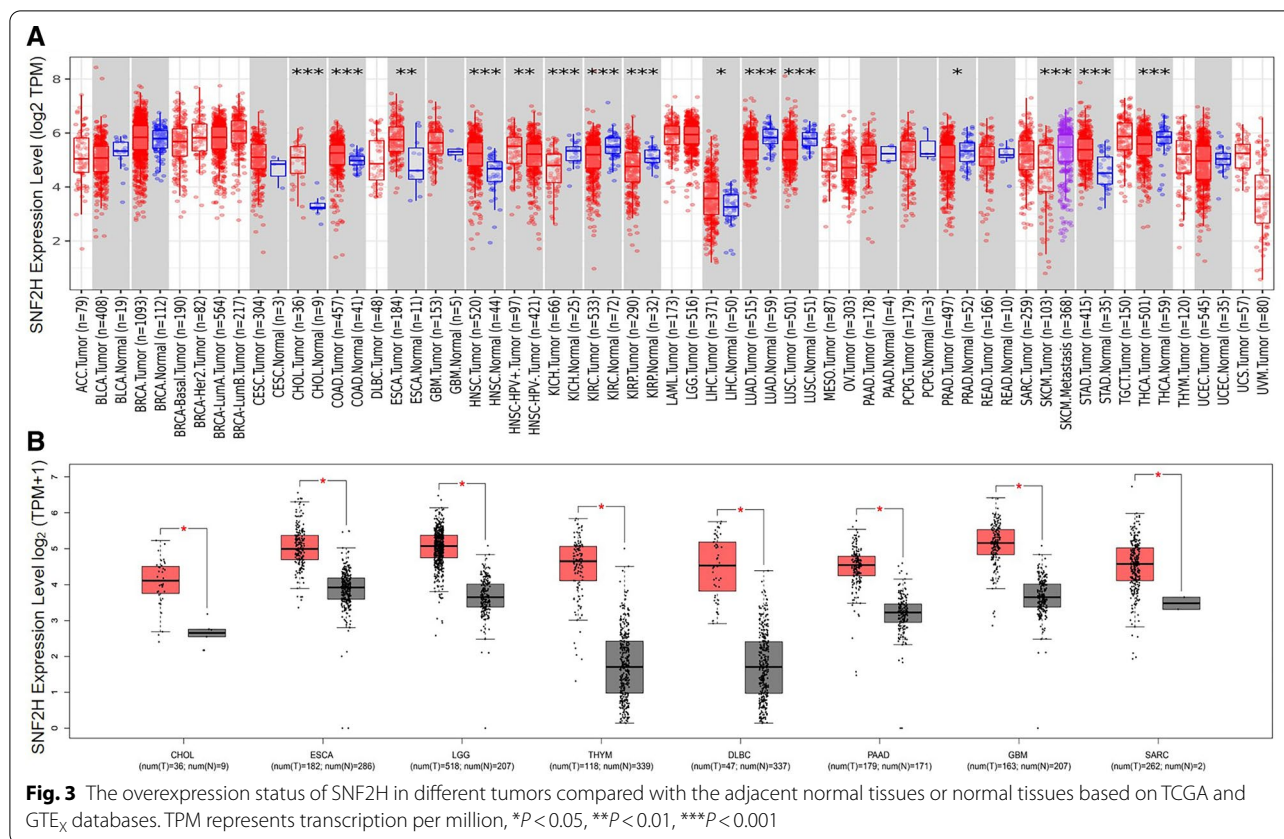 A
SNF2H Expression Level (log2 TPM)
8
6
4
2
*** *** ** *** ** *** *** *** * *** *** * *** *** ***
ACC.Tumor (n=79)
BLCA.Tumor (n=408)
BLCA.Normal (n=19)
BRCA.Tumor (n=1093)
BRCA.Normal (n=112)
BRCA-Basal.Tumor (n=190)
BRCA-Her2.Tumor (n=82)
BRCA-LumA.Tumor (n=564)
BRCA-LumB.Tumor (n=217)
CESC.Tumor (n=304)
CESC.Normal (n=3)
CHOL.Tumor (n=36)
CHOL.Normal (n=9)
COAD.Tumor (n=457)
COAD.Normal (n=41)
DLBC.Tumor (n=48)
ESCA.Tumor (n=184)
ESCA.Normal (n=11)
GBM.Tumor (n=153)
GBM.Normal (n=5)
HNSC.Tumor (n=520)
HNSC.Normal (n=44)
HNSC-HPV+.Tumor (n=97)
HNSC-HPV-.Tumor (n=421)
KICH.Tumor (n=66)
KICH.Normal (n=25)
KIRC.Tumor (n=533)
KIRC.Normal (n=72)
KIRP.Tumor (n=290)
KIRP.Normal (n=32)
LAML.Tumor (n=173)
LGG.Tumor (n=516)
LIHC.Tumor (n=371)
LIHC.Normal (n=50)
LUAD.Tumor (n=515)
LUAD.Normal (n=59)
LUSC.Tumor (n=501)
LUSC.Normal (n=51)
MESO.Tumor (n=87)
OV.Tumor (n=303)
PAAD.Tumor (n=178)
PAAD.Normal (n=4)
PCPG.Tumor (n=179)
PCPG.Normal (n=3)
PRAD.Tumor (n=497)
PRAD.Normal (n=52)
READ.Tumor (n=166)
READ.Normal (n=10)
SARC.Tumor (n=259)
SKCM.Tumor (n=103)
SKCM.Metastasis (n=368)
STAD.Tumor (n=415)
STAD.Normal (n=35)
TGCT.Tumor (n=150)
THCA.Tumor (n=501)
THCA.Normal (n=59)
THYM.Tumor (n=120)
UCEC.Tumor (n=545)
UCEC.Normal (n=35)
UCS.Tumor (n=57)
UVM.Tumor (n=80)
B
SNF2H Expression Level log₂ (TPM+1)
7
6
5
4
3
2
1
0
* * * * * * * *
CHOL ESCA LGG THYM DLBC PAAD GBM SARC
(num(T)=36; num(N)=9) (num(T)=182; num(N)=286) (num(T)=518; num(N)=207) (num(T)=118; num(N)=339) (num(T)=47; num(N)=337) (num(T)=179; num(N)=171) (num(T)=163; num(N)=207) (num(T)=262; num(N)=2)
Fig. 3 The overexpression status of SNF2H in different tumors compared with the adjacent normal tissues or normal tissues based on TCGA and
GTEₓ databases. TPM represents transcription per million, *P < 0.05, **P < 0.01, ***P < 0.001